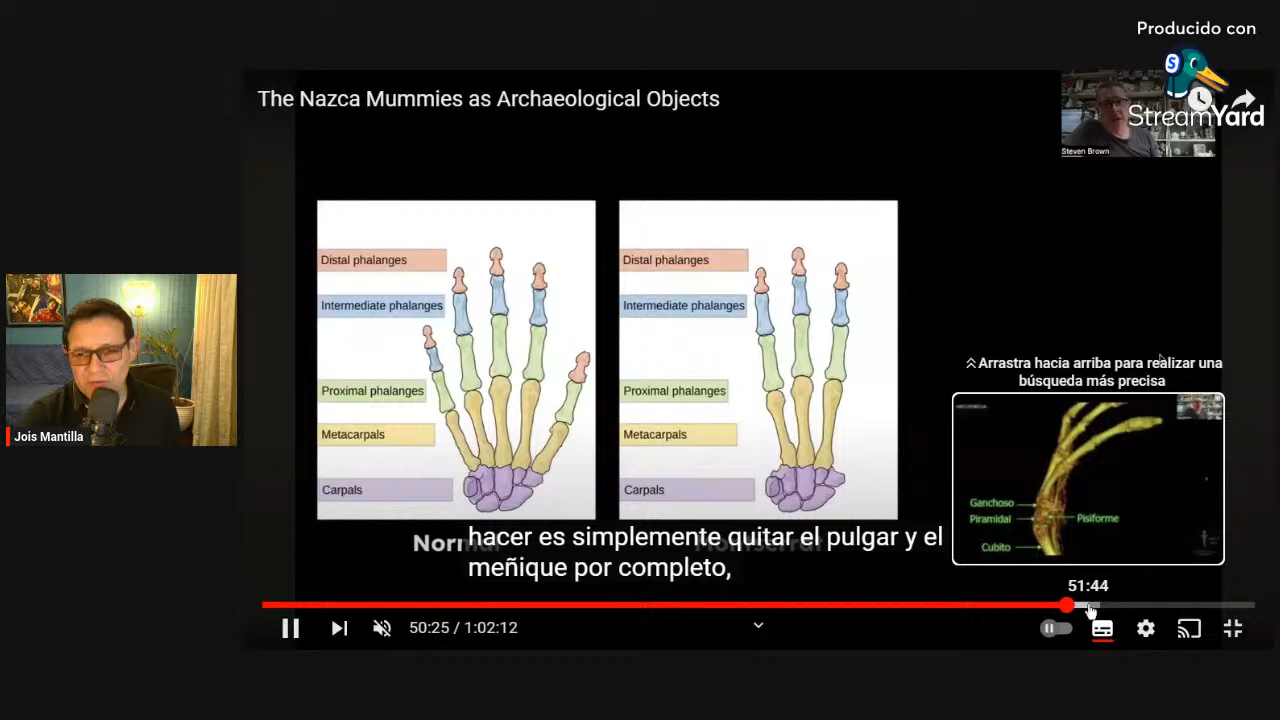 Producido con
StreamYard
The Nazca Mummies as Archaeological Objects
Steven Brown
Distal phalanges
Intermediate phalanges
Proximal phalanges
Metacarpals
Carpals
Distal phalanges
Intermediate phalanges
Proximal phalanges
Metacarpals
Carpals
Jois Mantilla
Arrastra hacia arriba para realizar una
búsqueda más precisa
Ganchoso
Piramidal
Pisiforme
Cubito
hacer es simplemente quitar el pulgar y el
meñique por completo,
51:44
50:25 / 1:02:12